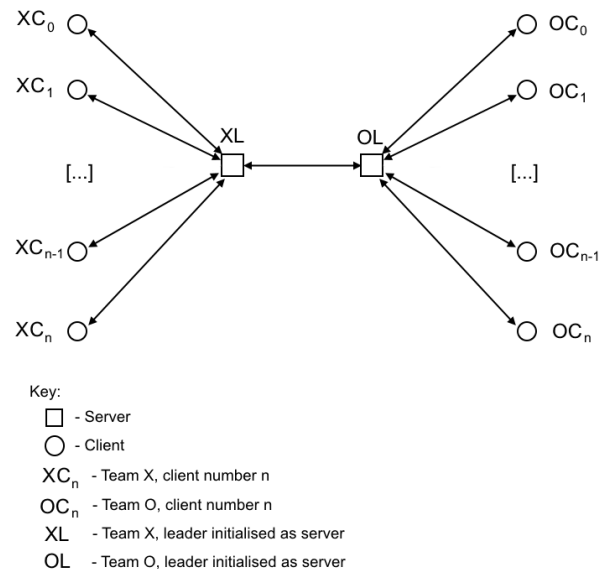 XC₀ OC₀
XC₁ OC₁
XL OL
[...] [...]
XCₙ₋₁ OCₙ₋₁
XCₙ OCₙ
Key:
- Server
- Client
XCₙ - Team X, client number n
OCₙ - Team O, client number n
XL - Team X, leader initialised as server
OL - Team O, leader initialised as server